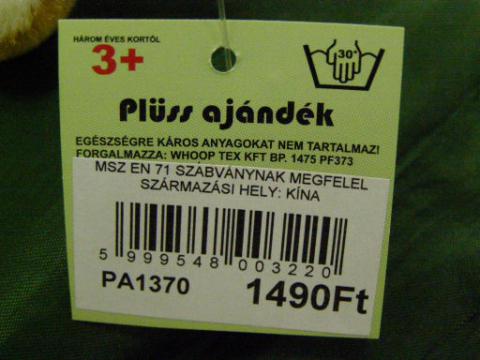 HÁROM ÉVES KORTÓL
3+
30°
Plüss ajándék
EGÉSZSÉGRE KÁROS ANYAGOKAT NEM TARTALMAZ!
FORGALMAZZA: WHOOP TEX KFT BP. 1475 PF373
MSZ EN 71 SZABVÁNYNAK MEGFELEL
SZÁRMAZÁSI HELY: KÍNA
5 999548 003220
PA1370 1490Ft